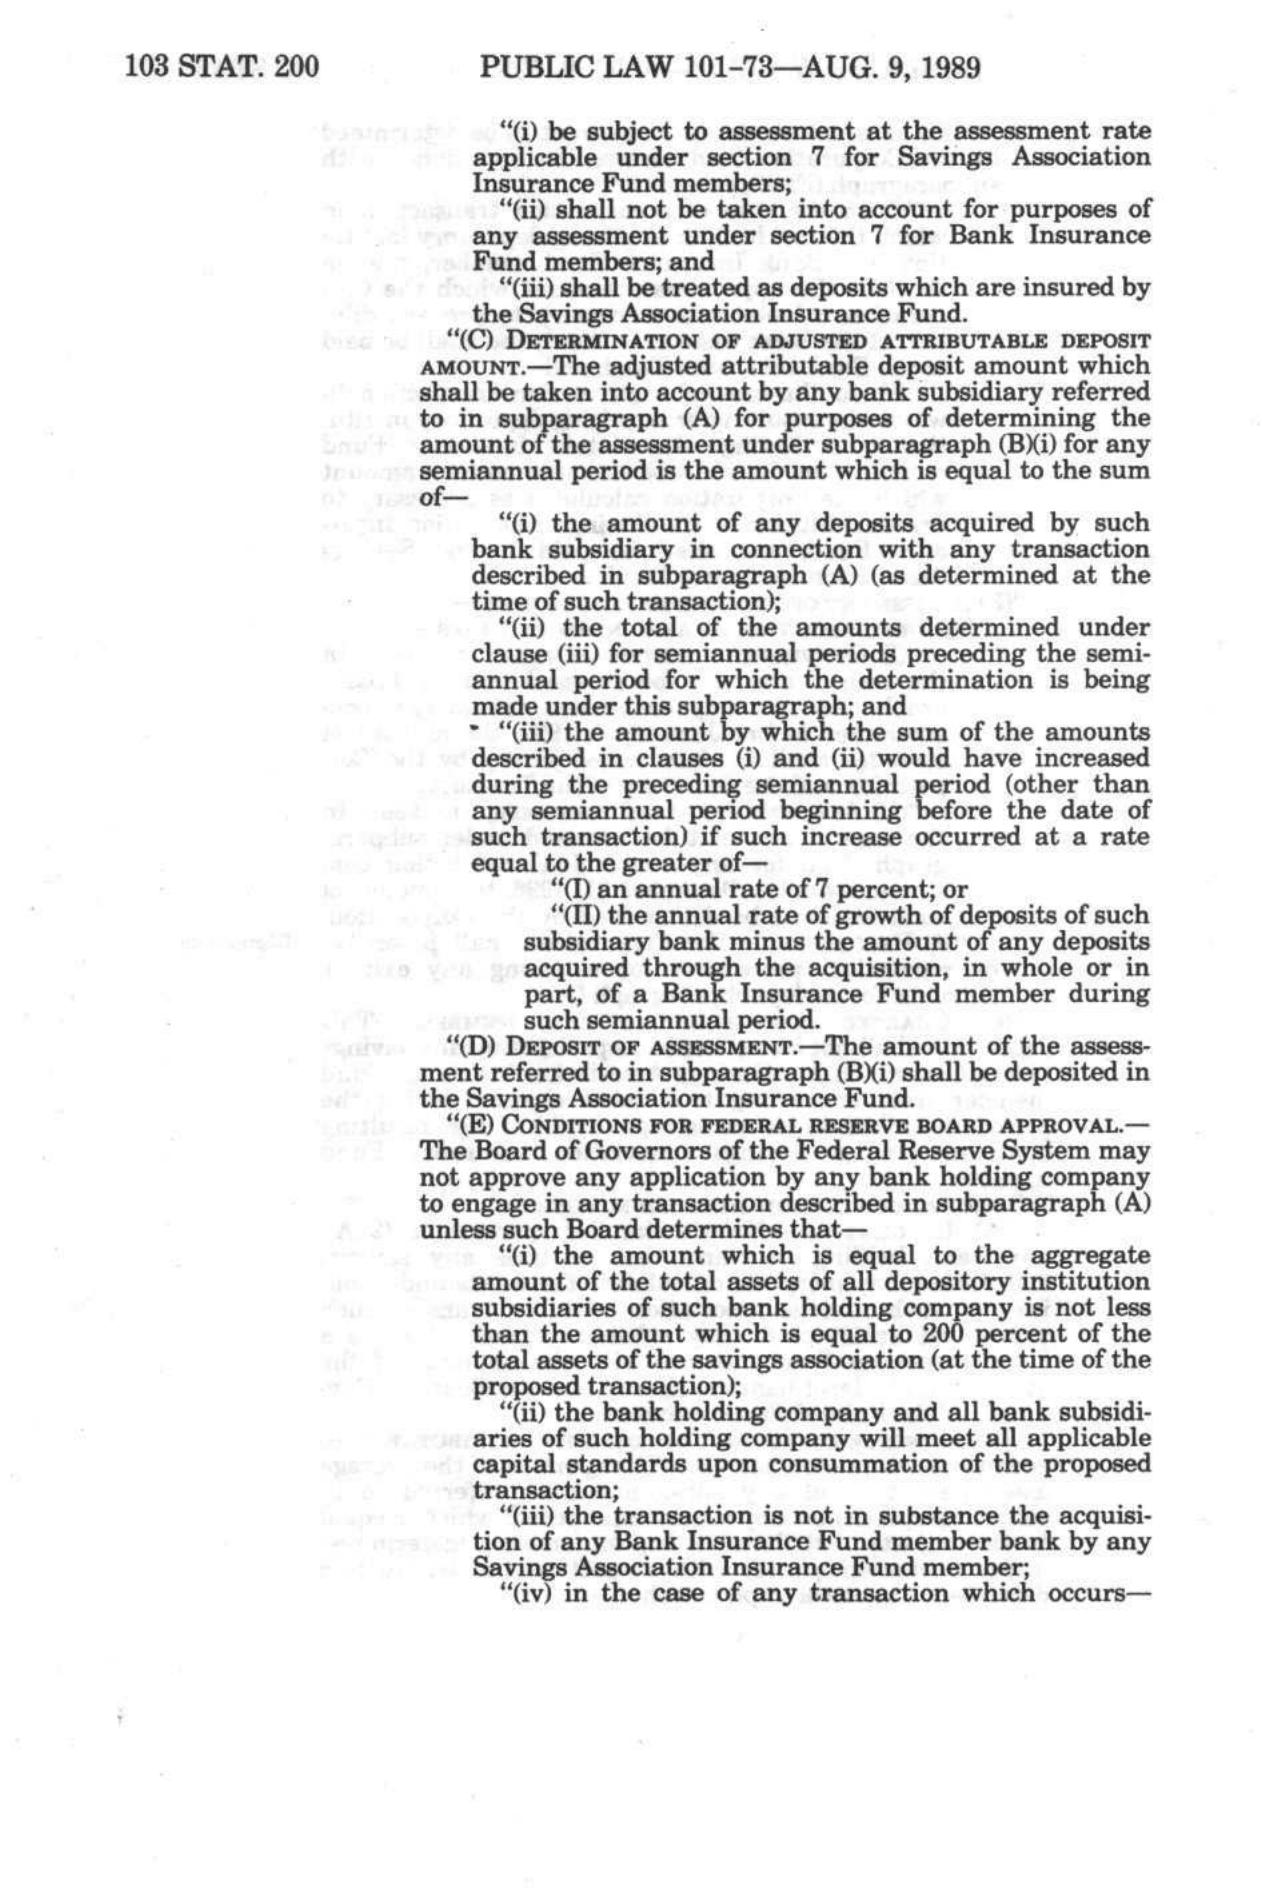 103 STAT. 200 PUBLIC LAW 101-73—AUG. 9, 1989
“(i) be subject to assessment at the assessment rate
applicable under section 7 for Savings Association
Insurance Fund members;
“(ii) shall not be taken into account for purposes of
any assessment under section 7 for Bank Insurance
Fund members; and
“(iii) shall be treated as deposits which are insured by
the Savings Association Insurance Fund.
“(C) DETERMINATION OF ADJUSTED ATTRIBUTABLE DEPOSIT
AMOUNT.—The adjusted attributable deposit amount which
shall be taken into account by any bank subsidiary referred
to in subparagraph (A) for purposes of determining the
amount of the assessment under subparagraph (B)(i) for any
semiannual period is the amount which is equal to the sum
of—
“(i) the amount of any deposits acquired by such
bank subsidiary in connection with any transaction
described in subparagraph (A) (as determined at the
time of such transaction);
“(ii) the total of the amounts determined under
clause (iii) for semiannual periods preceding the semi-
annual period for which the determination is being
made under this subparagraph; and
“(iii) the amount by which the sum of the amounts
described in clauses (i) and (ii) would have increased
during the preceding semiannual period (other than
any semiannual period beginning before the date of
such transaction) if such increase occurred at a rate
equal to the greater of—
“(I) an annual rate of 7 percent; or
“(II) the annual rate of growth of deposits of such
subsidiary bank minus the amount of any deposits
acquired through the acquisition, in whole or in
part, of a Bank Insurance Fund member during
such semiannual period.
“(D) DEPOSIT OF ASSESSMENT.—The amount of the assess-
ment referred to in subparagraph (B)(i) shall be deposited in
the Savings Association Insurance Fund.
“(E) CONDITIONS FOR FEDERAL RESERVE BOARD APPROVAL.—
The Board of Governors of the Federal Reserve System may
not approve any application by any bank holding company
to engage in any transaction described in subparagraph (A)
unless such Board determines that—
“(i) the amount which is equal to the aggregate
amount of the total assets of all depository institution
subsidiaries of such bank holding company is not less
than the amount which is equal to 200 percent of the
total assets of the savings association (at the time of the
proposed transaction);
“(ii) the bank holding company and all bank subsidi-
aries of such holding company will meet all applicable
capital standards upon consummation of the proposed
transaction;
“(iii) the transaction is not in substance the acquisi-
tion of any Bank Insurance Fund member bank by any
Savings Association Insurance Fund member;
“(iv) in the case of any transaction which occurs—